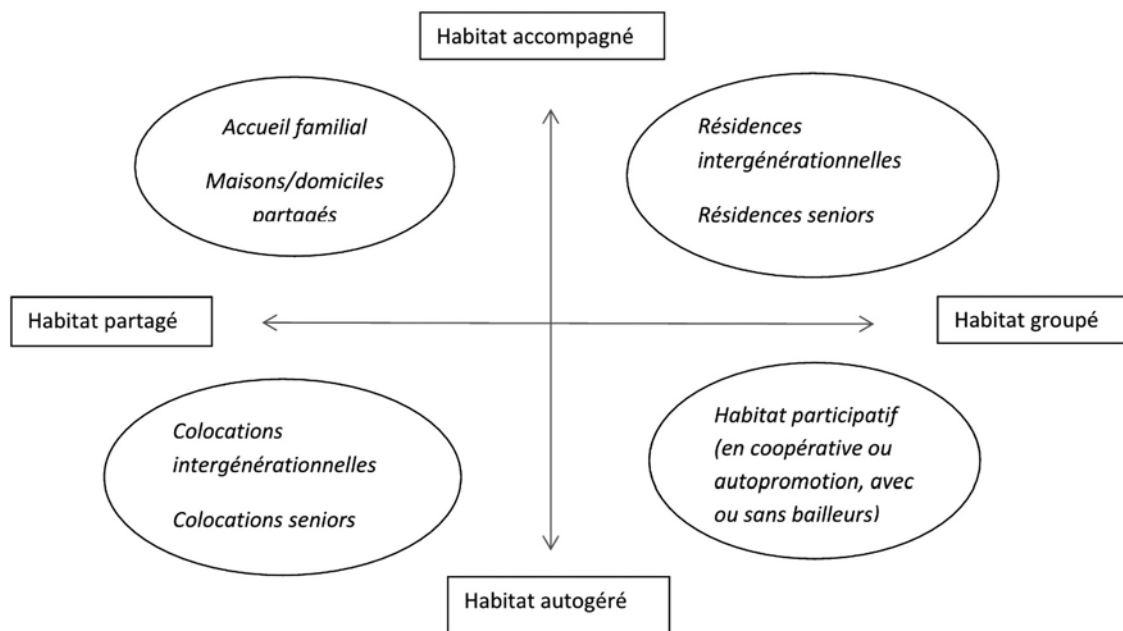 Habitat accompagné
Accueil familial
Maisons/domiciles
partagés
Résidences
intergénérationnelles
Résidences seniors
Habitat partagé
Habitat groupé
Colocations
intergénérationnelles
Colocations seniors
Habitat participatif
(en coopérative ou
autopromotion, avec
ou sans bailleurs)
Habitat autogéré